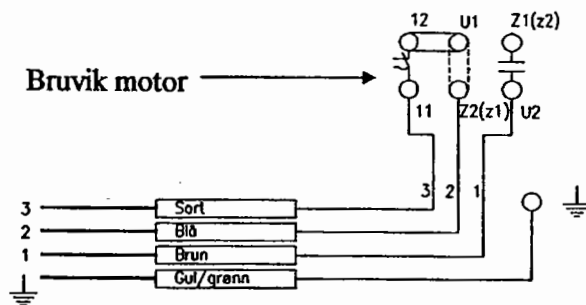 12 U1 Z1(z2)
Bruvik motor
11 Z2(z1) U2
3 2 1
3 Sort
2 Blå
1 Brun
Gul/grønn